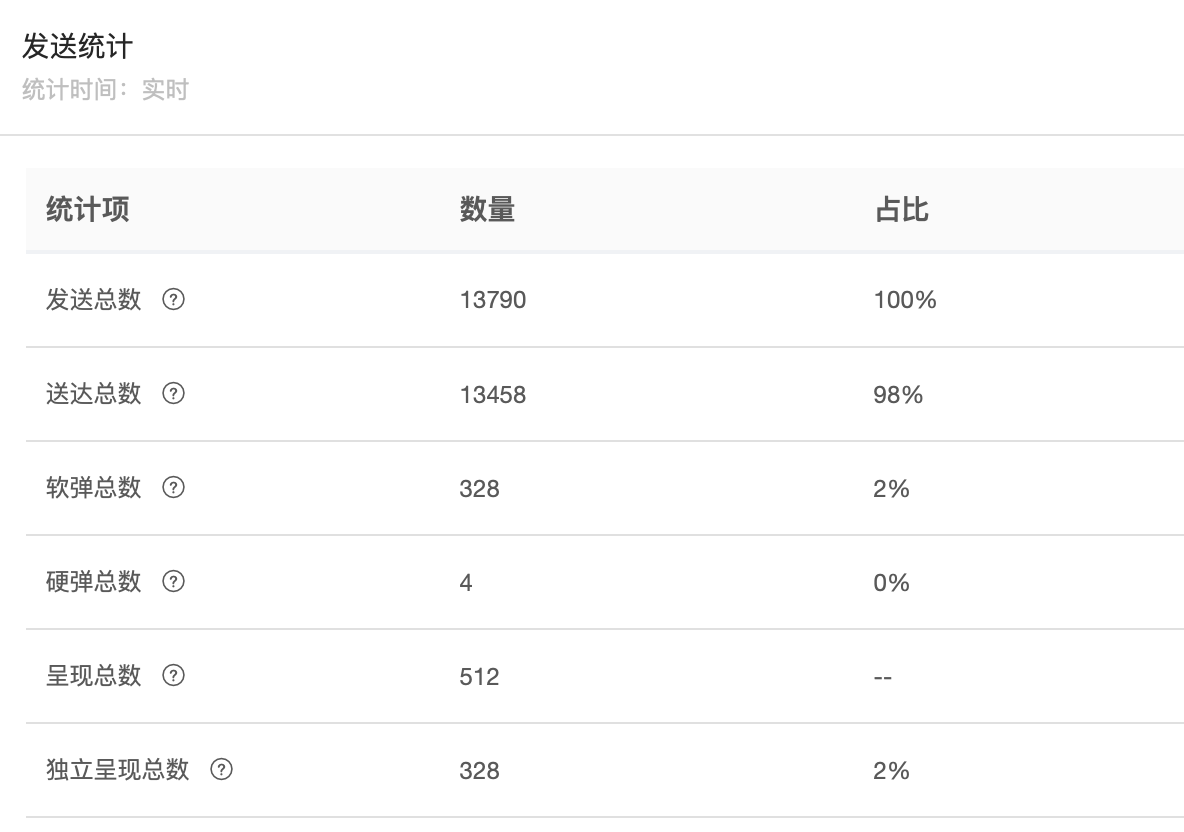 发送统计
统计时间：实时
统计项 数量 占比
发送总数 ? 13790 100%
送达总数 ? 13458 98%
软弹总数 ? 328 2%
硬弹总数 ? 4 0%
呈现总数 ? 512 --
独立呈现总数 ? 328 2%